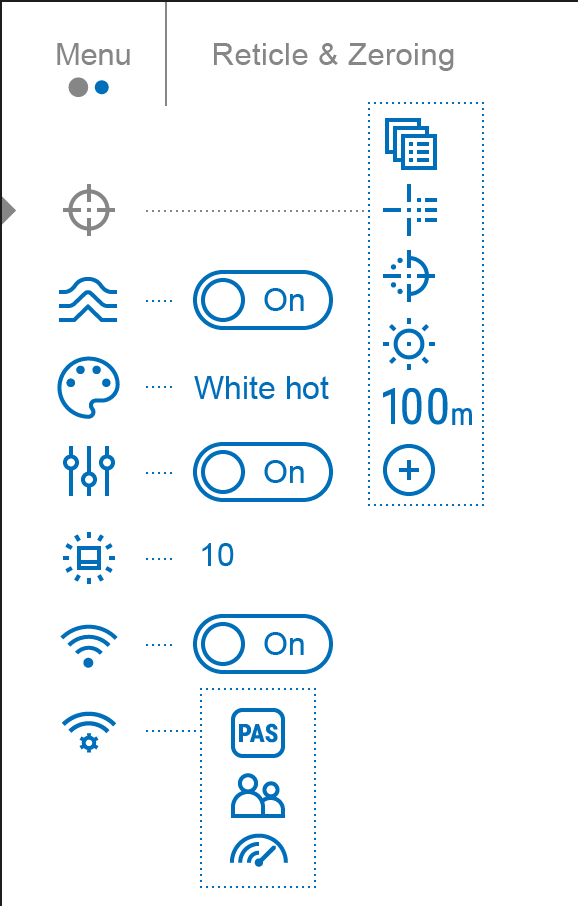 Menu
Reticle & Zeroing
On
White hot
100m
On
10
On
PAS